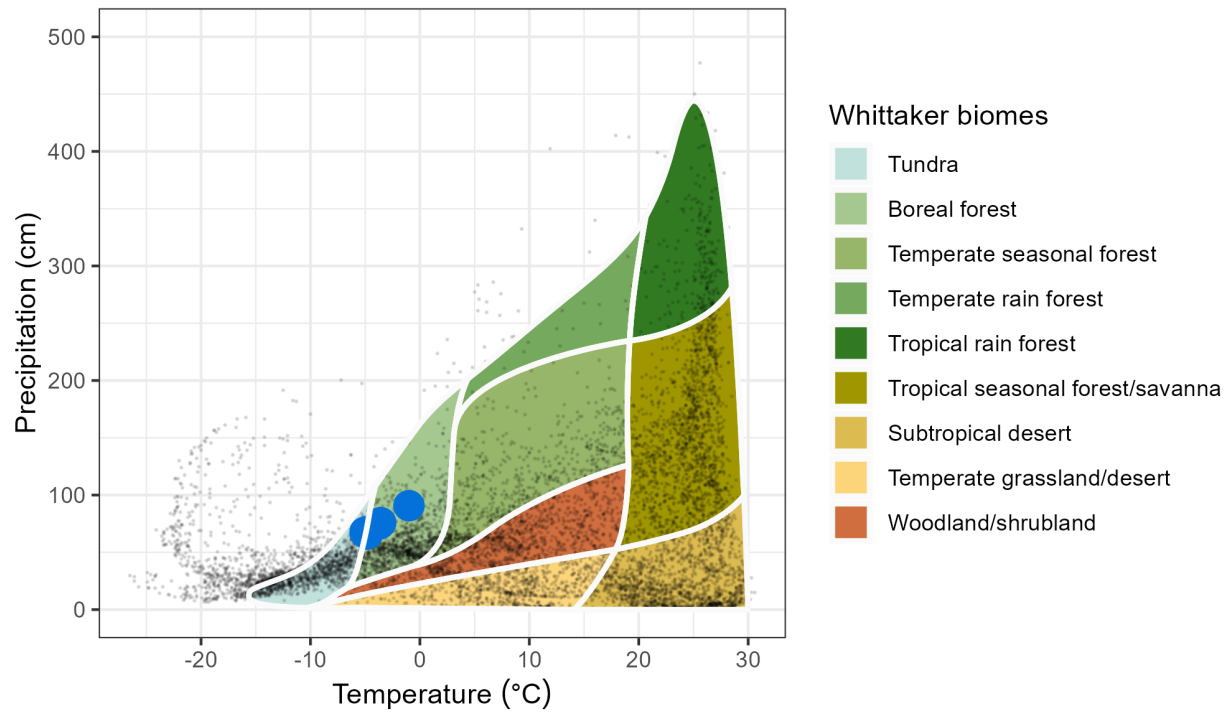 500
400
300
200
100
0
Precipitation (cm)
-20 -10 0 10 20 30
Temperature (°C)
Whittaker biomes
Tundra
Boreal forest
Temperate seasonal forest
Temperate rain forest
Tropical rain forest
Tropical seasonal forest/savanna
Subtropical desert
Temperate grassland/desert
Woodland/shrubland